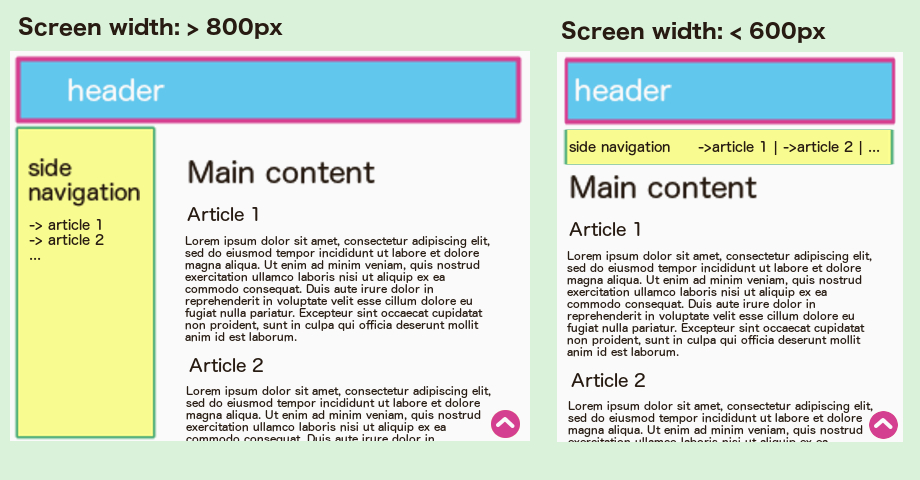 Screen width: > 800px
header
side
navigation
-> article 1
-> article 2
...
Main content
Article 1
Lorem ipsum dolor sit amet, consectetur adipiscing elit,
sed do eiusmod tempor incididunt ut labore et dolore
magna aliqua. Ut enim ad minim veniam, quis nostrud
exercitation ullamco laboris nisi ut aliquip ex ea
commodo consequat. Duis aute irure dolor in
reprehenderit in voluptate velit esse cillum dolore eu
fugiat nulla pariatur. Excepteur sint occaecat cupidatat
non proident, sunt in culpa qui officia deserunt mollit
anim id est laborum.
Article 2
Lorem ipsum dolor sit amet, consectetur adipiscing elit,
sed do eiusmod tempor incididunt ut labore et dolore
magna aliqua. Ut enim ad minim veniam, quis nostrud
exercitation ullamco laboris nisi ut aliquip ex ea
commodo consequat. Duis aute irure dolor in
Screen width: < 600px
header
side navigation ->article 1 | ->article 2 | ...
Main content
Article 1
Lorem ipsum dolor sit amet, consectetur adipiscing elit,
sed do eiusmod tempor incididunt ut labore et dolore
magna aliqua. Ut enim ad minim veniam, quis nostrud
exercitation ullamco laboris nisi ut aliquip ex ea
commodo consequat. Duis aute irure dolor in
reprehenderit in voluptate velit esse cillum dolore eu
fugiat nulla pariatur. Excepteur sint occaecat cupidatat
non proident, sunt in culpa qui officia deserunt mollit
anim id est laborum.
Article 2
Lorem ipsum dolor sit amet, consectetur adipiscing elit,
sed do eiusmod tempor incididunt ut labore et dolore
magna aliqua. Ut enim ad minim veniam, quis nostrud
exercitation ullamco laboris nisi ut aliquip ex ea